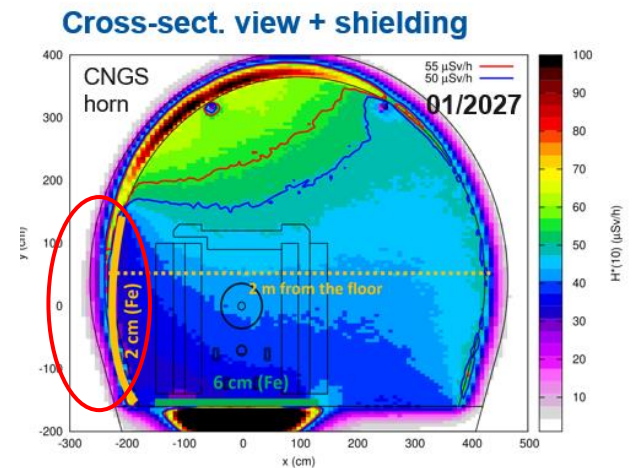 Cross-sect. view + shielding
CNGS
horn
55 µSv/h
50 µSv/h
01/2027
2 m from the floor
2 cm (Fe)
6 cm (Fe)
400
300
200
100
0
-100
-200
y (cm)
-300
-200
-100
0
100
200
300
400
500
x (cm)
100
90
80
70
60
50
40
30
20
10
H*(10) (µSv/h)